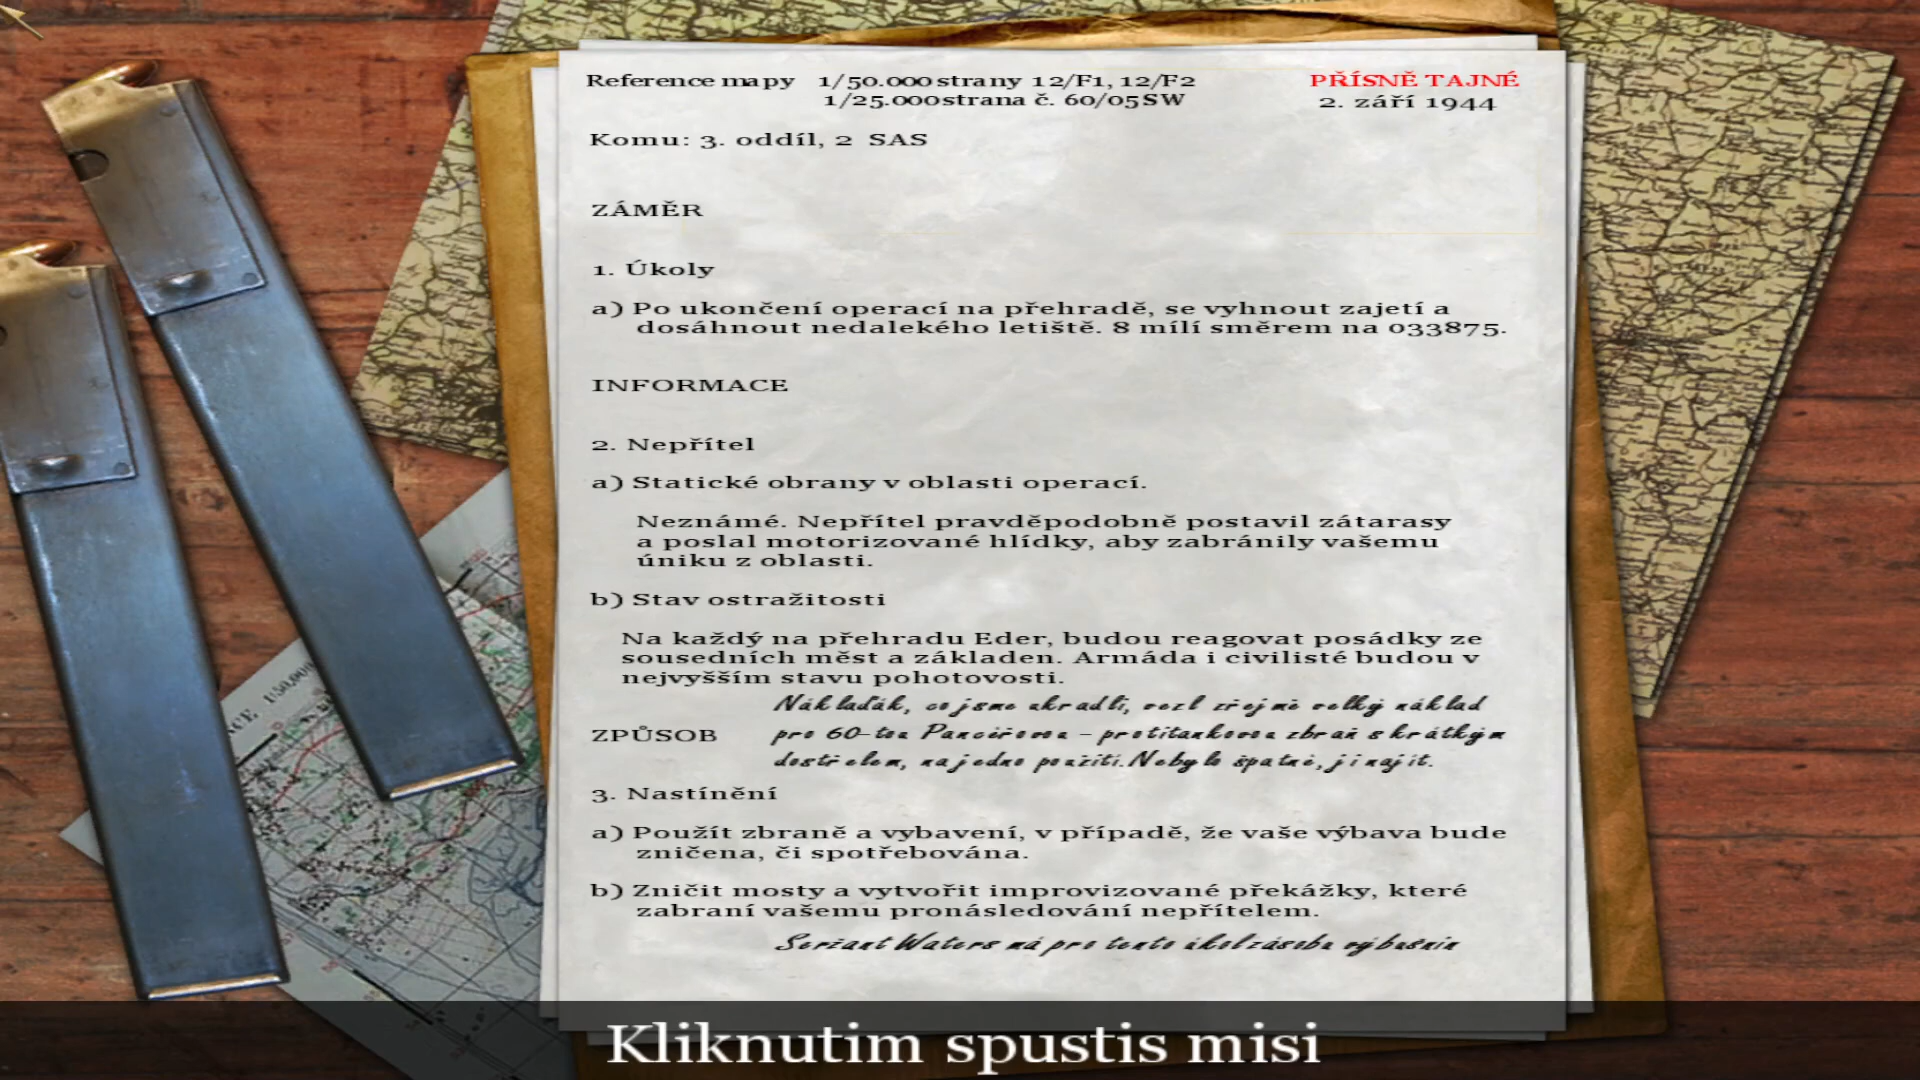 Reference mapy 1/50.000 strany 12/F1, 12/F2 PŘÍSNĚ TAJNÉ
1/25.000 strana č. 60/05 SW 2. září 1944
Komu: 3. oddíl, 2 SAS
ZÁMĚR
1. Úkoly
a) Po ukončení operací na přehradě, se vyhnout zajetí a
dosáhnout nedalekého letiště. 8 mílí směrem na 033875.
INFORMACE
2. Nepřítel
a) Statické obrany v oblasti operací.
Neznámé. Nepřítel pravděpodobně postavil zátarasy
a poslal motorizované hlídky, aby zabránily vašemu
úniku z oblasti.
b) Stav ostražitosti
Na každý na přehradu Eder, budou reagovat posádky ze
sousedních měst a základen. Armáda i civilisté budou v
nejvyšším stavu pohotovosti.
Náklaďák, co jsme ukradli, vezl zřejmě velký náklad
ZPŮSOB pro 60-tou Pancéřovou - protitankovou zbraň s krátkým
dostřelem, na jedno použití. Nebylo špatné, ji najít.
3. Nastínění
a) Použít zbraně a vybavení, v případě, že vaše výbava bude
zničena, či spotřebována.
b) Zničit mosty a vytvořit improvizované překážky, které
zabraní vašemu pronásledování nepřítelem.
Seržant Waters má pro tento úkol zásobu výbušnin
Kliknutim spustis misi